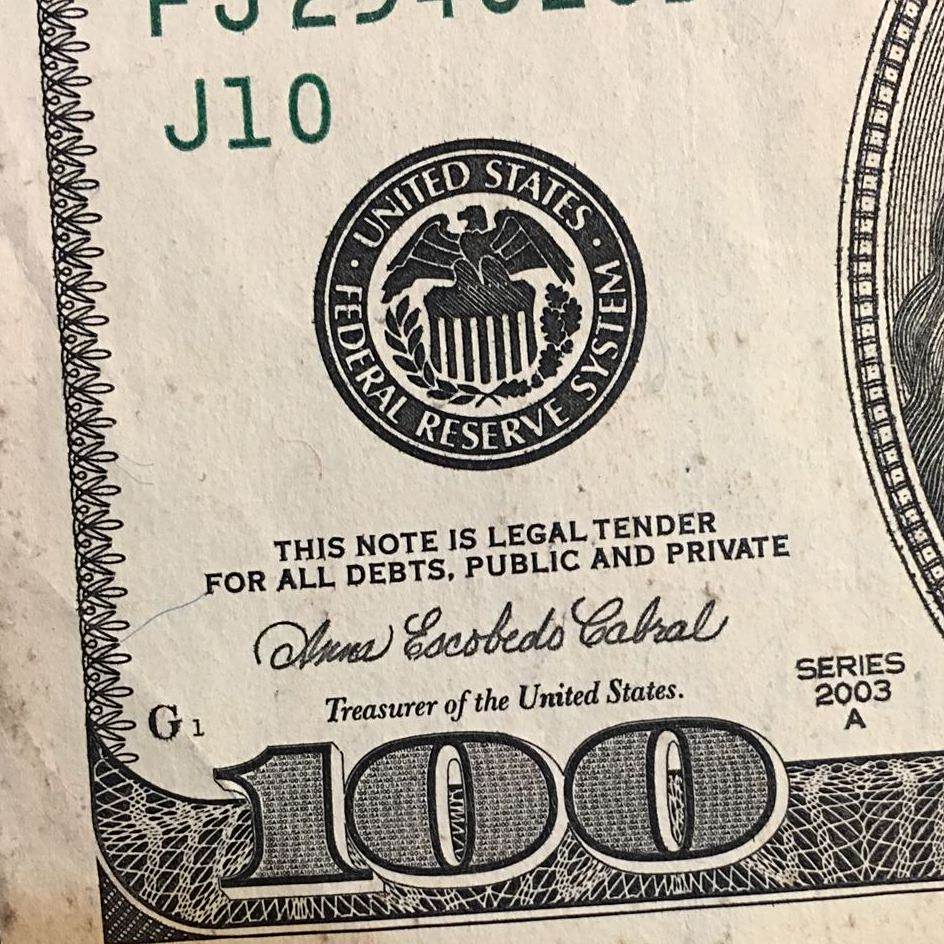 J10
UNITED STATES
FEDERAL RESERVE SYSTEM
THIS NOTE IS LEGAL TENDER
FOR ALL DEBTS, PUBLIC AND PRIVATE
Anna Escobedo Cabral
Treasurer of the United States.
SERIES
2003
A
G1
100